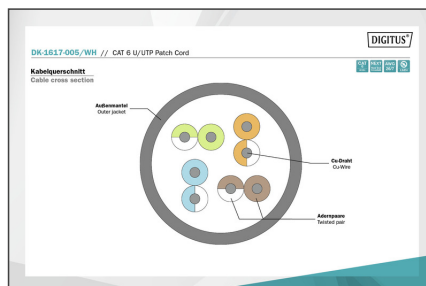 DIGITUS®
DK-1617-005/WH // CAT 6 U/UTP Patch Cord
Kabelquerschnitt
Cable cross section
Außenmantel
Outer jacket
Cu-Draht
Cu-Wire
Adernpaare
Twisted pair